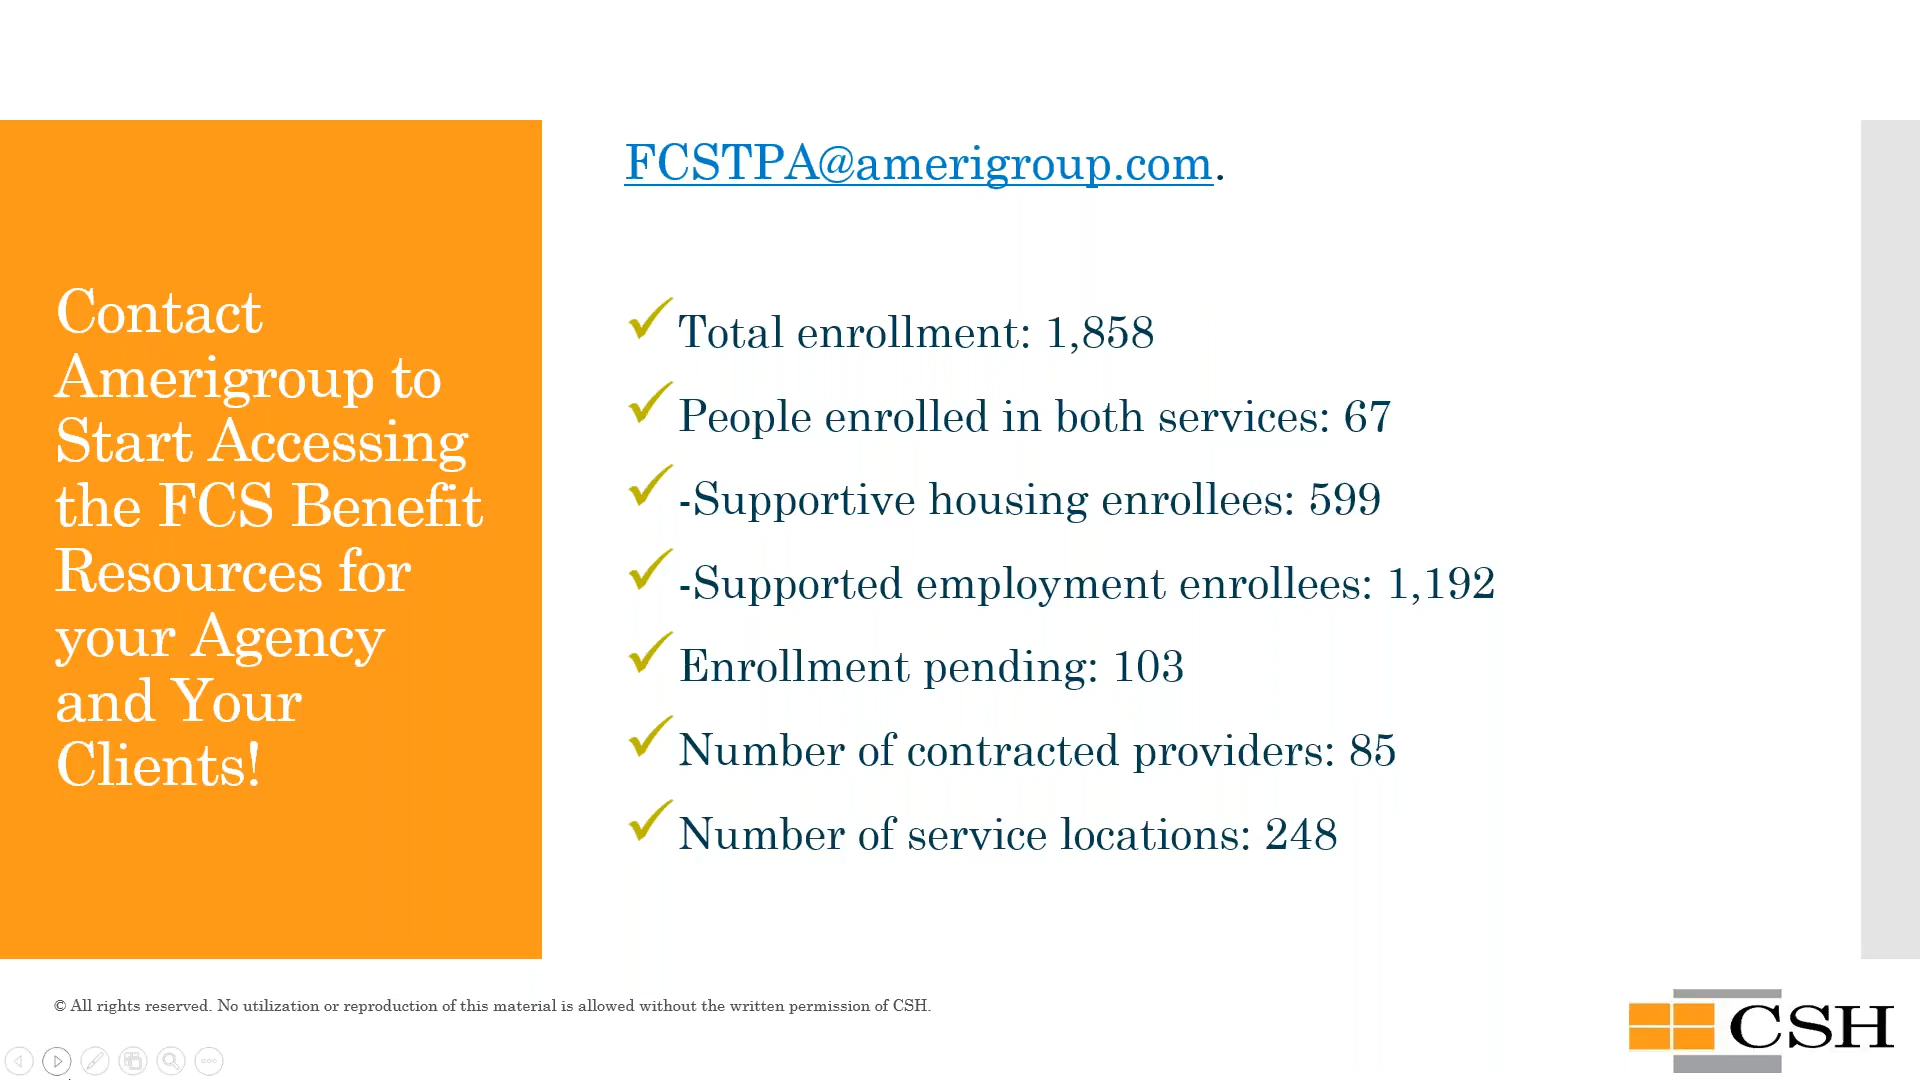 Contact
Amerigroup to
Start Accessing
the FCS Benefit
Resources for
your Agency
and Your
Clients!
FCSTPA@amerigroup.com.
Total enrollment: 1,858
People enrolled in both services: 67
-Supportive housing enrollees: 599
-Supported employment enrollees: 1,192
Enrollment pending: 103
Number of contracted providers: 85
Number of service locations: 248
© All rights reserved. No utilization or reproduction of this material is allowed without the written permission of CSH.
CSH